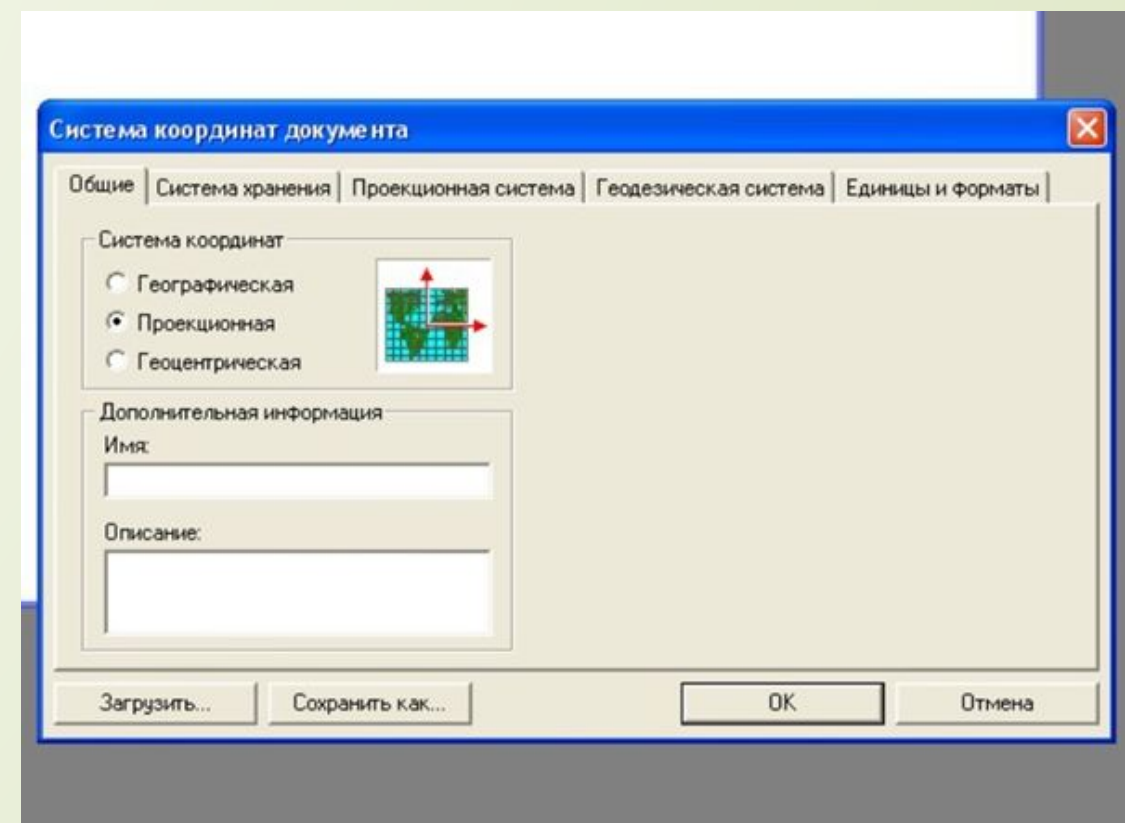 Система координат документа
Общие Система хранения Проекционная система Геодезическая система Единицы и форматы
Система координат
Географическая
Проекционная
Геоцентрическая
Дополнительная информация
Имя:
Описание:
Загрузить... Сохранить как... ОК Отмена